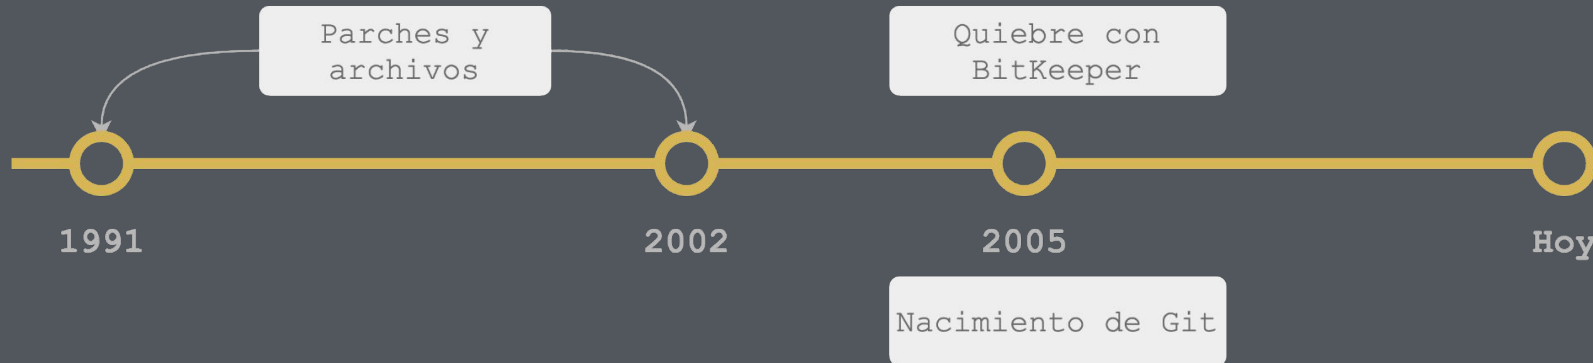 Parches y
archivos
Quiebre con
BitKeeper
1991
2002
2005
Hoy
Nacimiento de Git